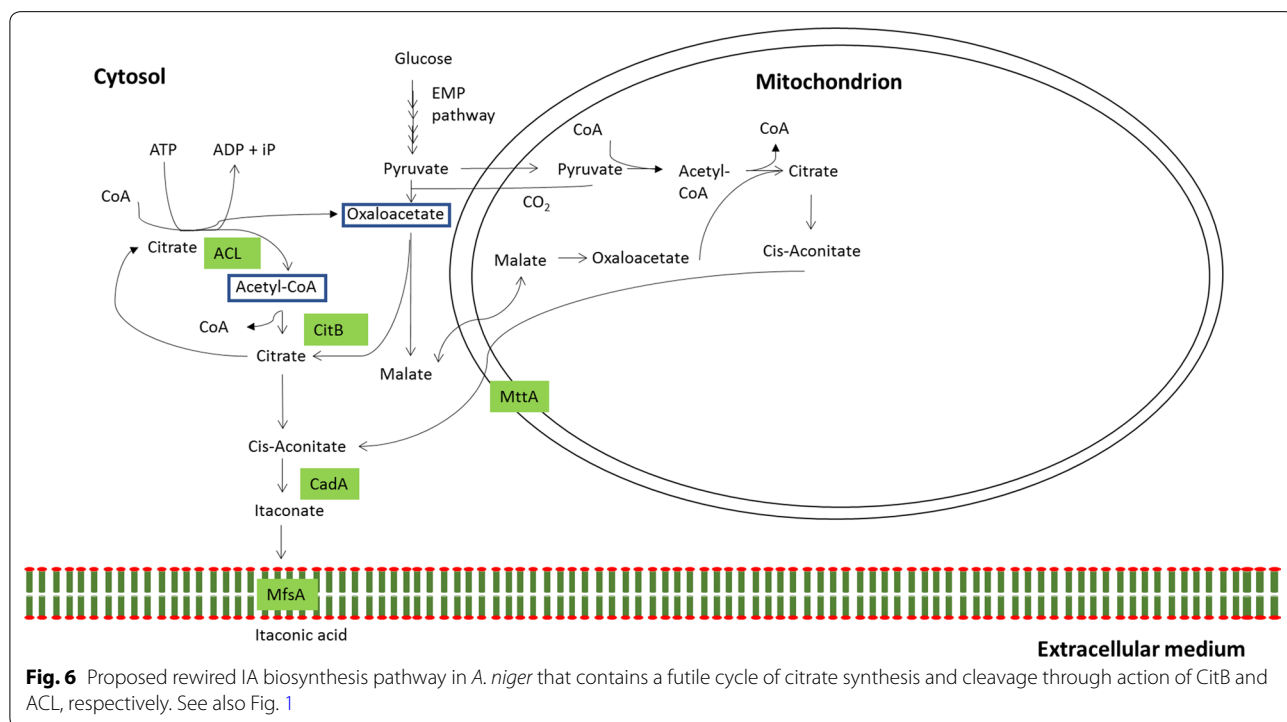 Cytosol
Glucose
EMP
pathway
Mitochondrion
CoA
CoA
ATP
ADP + iP
Pyruvate
Pyruvate
Acetyl-
CoA
Citrate
CoA
CO2
Oxaloacetate
Citrate
ACL
Malate
Oxaloacetate
Cis-Aconitate
Acetyl-CoA
CoA
CitB
Citrate
Malate
MttA
Cis-Aconitate
CadA
Itaconate
MfsA
Itaconic acid
Extracellular medium
Fig. 6 Proposed rewired IA biosynthesis pathway in A. niger that contains a futile cycle of citrate synthesis and cleavage through action of CitB and
ACL, respectively. See also Fig. 1